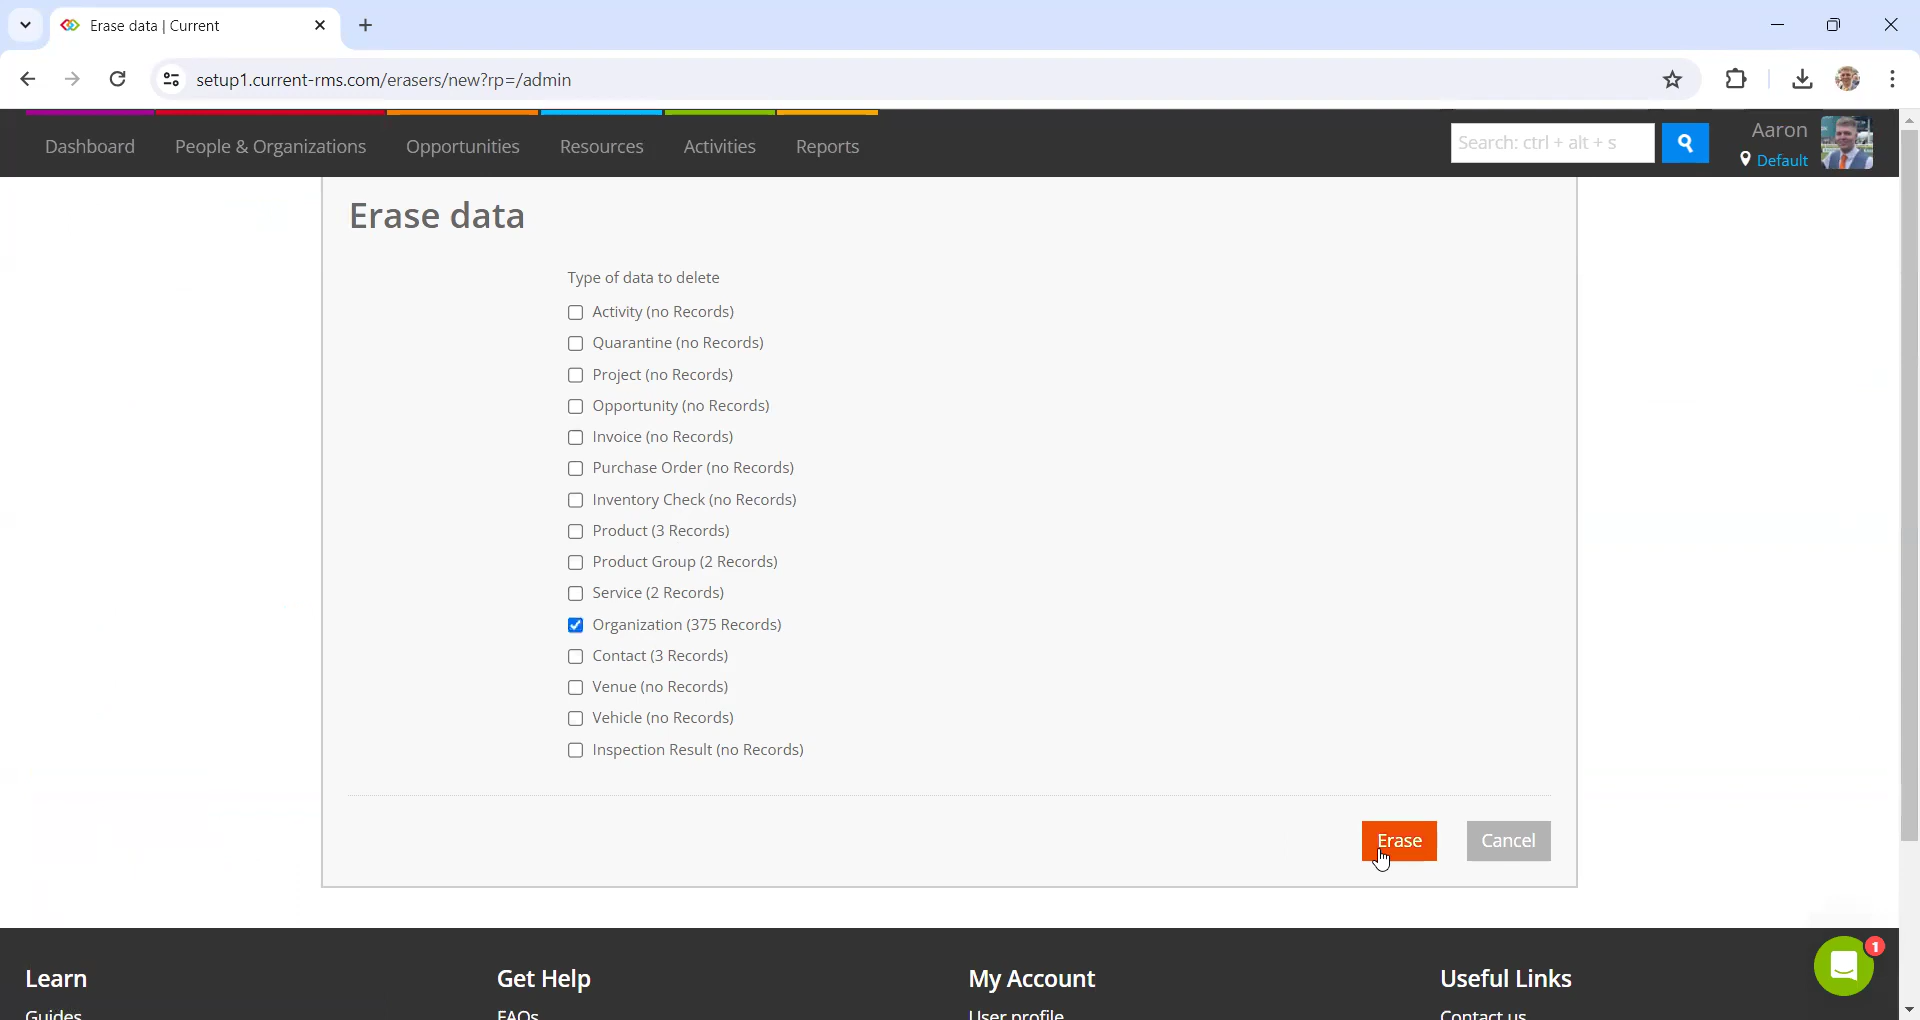 Erase data | Current
setup1.current-rms.com/erasers/new?rp=/admin
Dashboard
People & Organizations
Opportunities
Resources
Activities
Reports
Search: ctrl + alt + s
Aaron
Default
Erase data
Type of data to delete
Activity (no Records)
Quarantine (no Records)
Project (no Records)
Opportunity (no Records)
Invoice (no Records)
Purchase Order (no Records)
Inventory Check (no Records)
Product (3 Records)
Product Group (2 Records)
Service (2 Records)
Organization (375 Records)
Contact (3 Records)
Venue (no Records)
Vehicle (no Records)
Inspection Result (no Records)
Erase
Cancel
1
Learn
Get Help
My Account
Useful Links
Guides
FAQs
User profile
Contact us